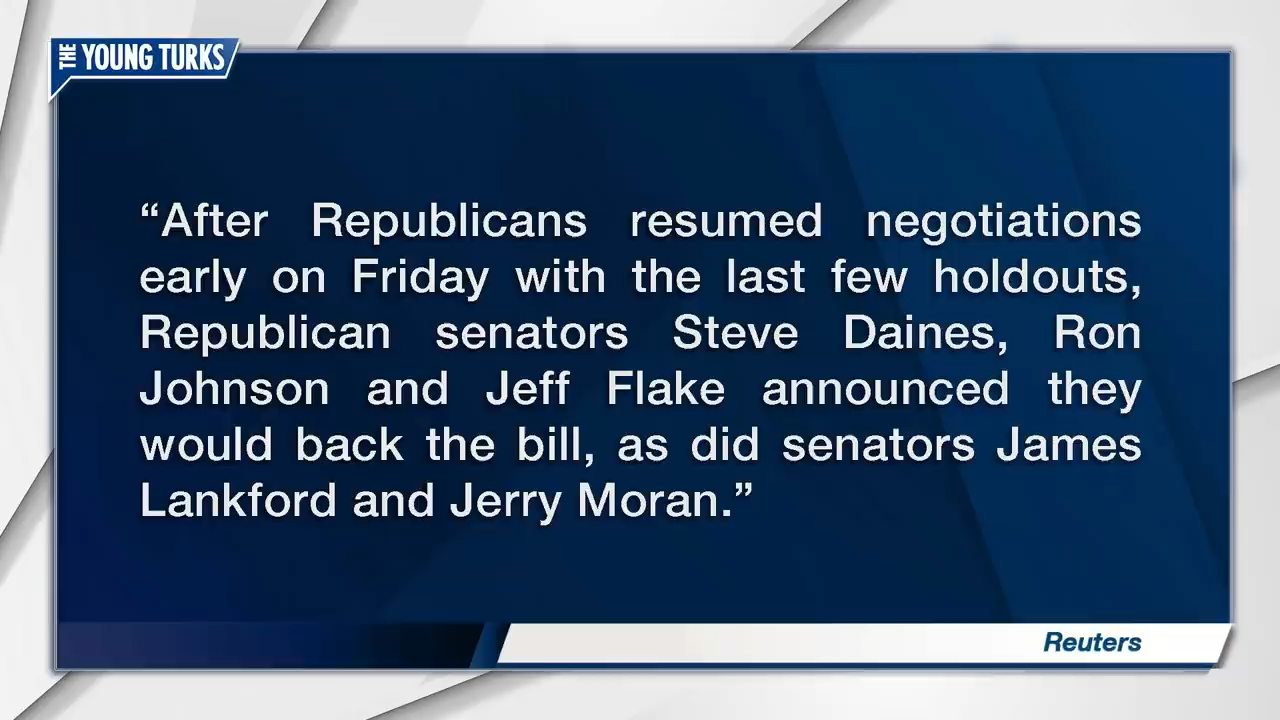 THE YOUNG TURKS
“After Republicans resumed negotiations
early on Friday with the last few holdouts,
Republican senators Steve Daines, Ron
Johnson and Jeff Flake announced they
would back the bill, as did senators James
Lankford and Jerry Moran.”
Reuters